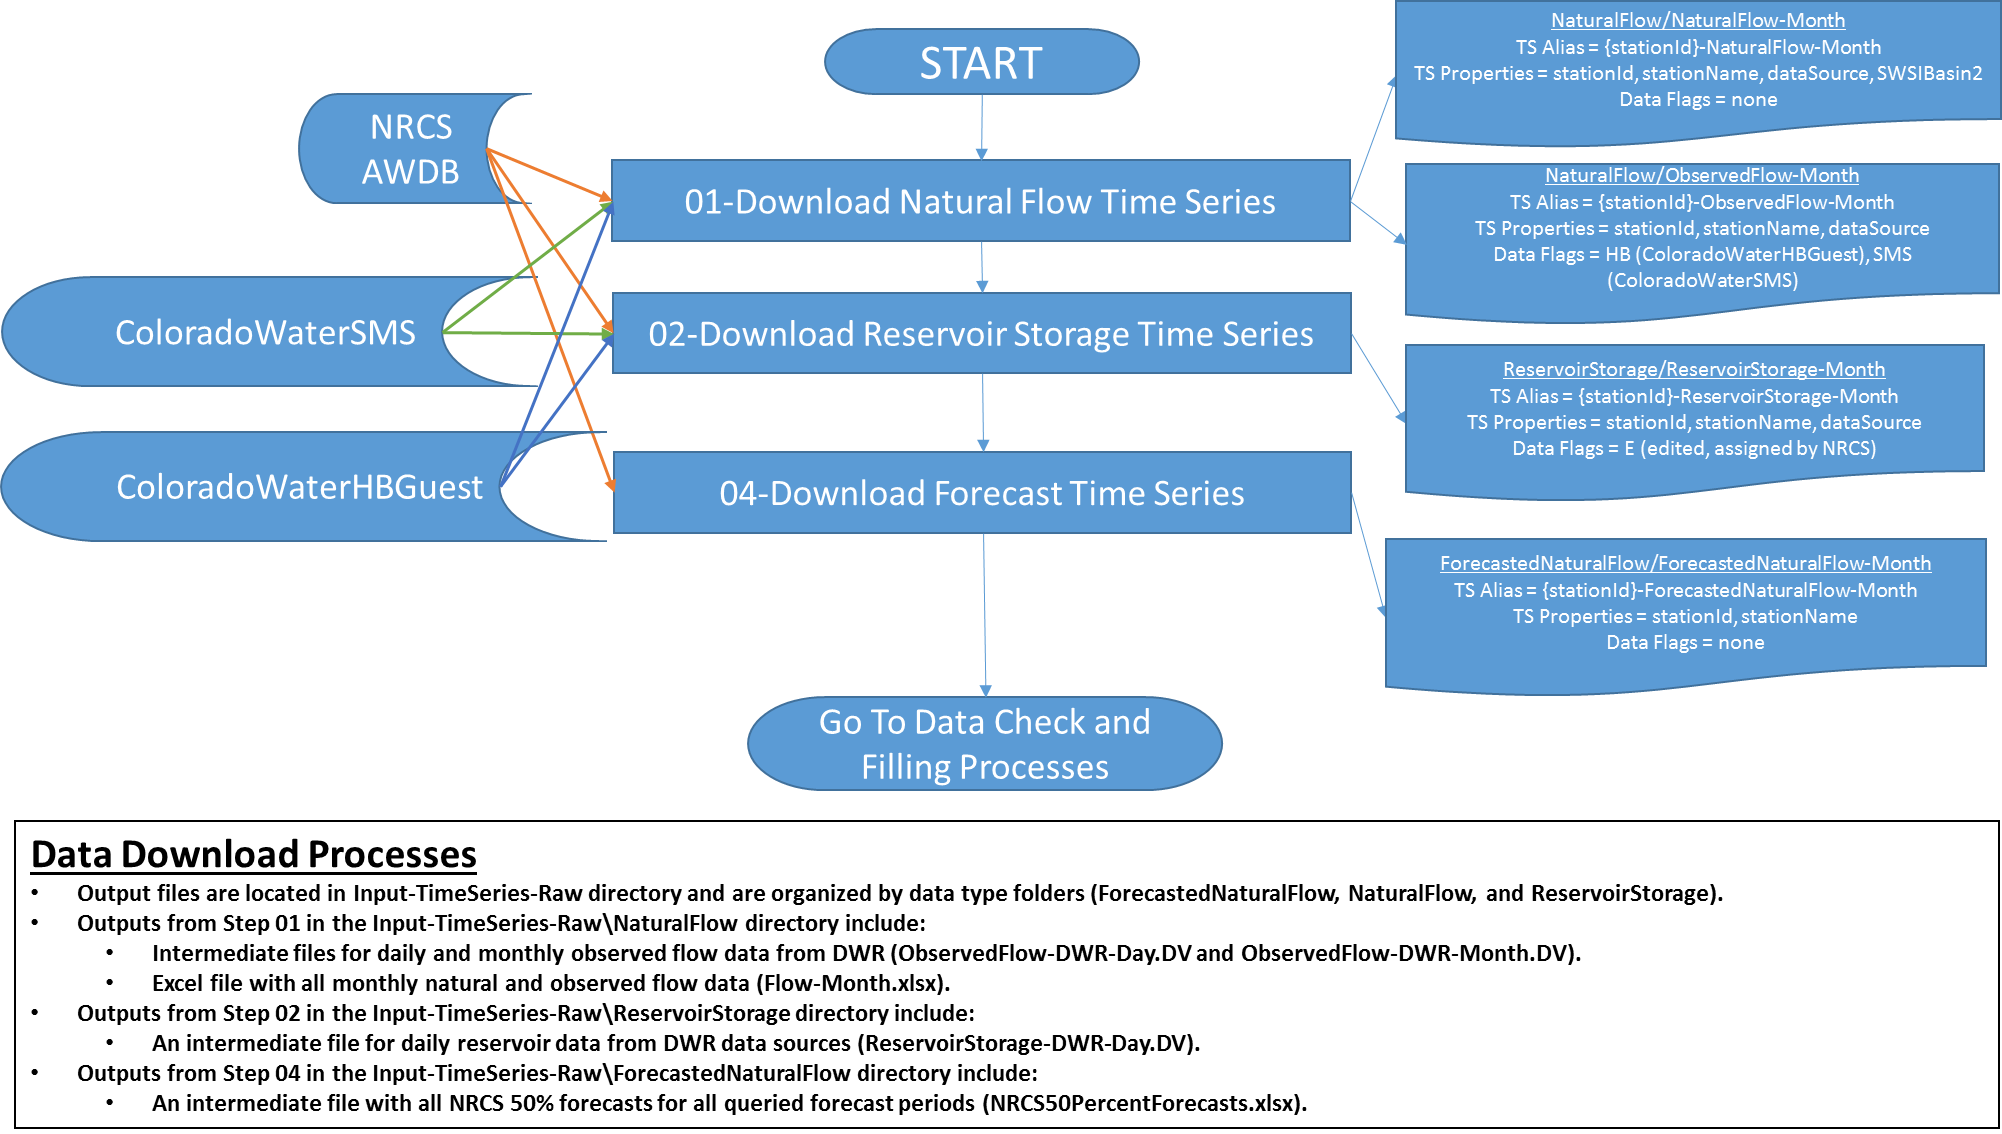 START
NRCS
AWDB
ColoradoWaterSMS
ColoradoWaterHBGuest
01-Download Natural Flow Time Series
02-Download Reservoir Storage Time Series
04-Download Forecast Time Series
Go To Data Check and
Filling Processes
NaturalFlow/NaturalFlow-Month
TS Alias = {stationId}-NaturalFlow-Month
TS Properties = stationId, stationName, dataSource, SWSIBasin2
Data Flags = none
NaturalFlow/ObservedFlow-Month
TS Alias = {stationId}-ObservedFlow-Month
TS Properties = stationId, stationName, dataSource
Data Flags = HB (ColoradoWaterHBGuest), SMS
(ColoradoWaterSMS)
ReservoirStorage/ReservoirStorage-Month
TS Alias = {stationId}-ReservoirStorage-Month
TS Properties = stationId, stationName, dataSource
Data Flags = E (edited, assigned by NRCS)
ForecastedNaturalFlow/ForecastedNaturalFlow-Month
TS Alias = {stationId}-ForecastedNaturalFlow-Month
TS Properties = stationId, stationName
Data Flags = none
Data Download Processes
• Output files are located in Input-TimeSeries-Raw directory and are organized by data type folders (ForecastedNaturalFlow, NaturalFlow, and ReservoirStorage).
• Outputs from Step 01 in the Input-TimeSeries-Raw\NaturalFlow directory include:
• Intermediate files for daily and monthly observed flow data from DWR (ObservedFlow-DWR-Day.DV and ObservedFlow-DWR-Month.DV).
• Excel file with all monthly natural and observed flow data (Flow-Month.xlsx).
• Outputs from Step 02 in the Input-TimeSeries-Raw\ReservoirStorage directory include:
• An intermediate file for daily reservoir data from DWR data sources (ReservoirStorage-DWR-Day.DV).
• Outputs from Step 04 in the Input-TimeSeries-Raw\ForecastedNaturalFlow directory include:
• An intermediate file with all NRCS 50% forecasts for all queried forecast periods (NRCS50PercentForecasts.xlsx).